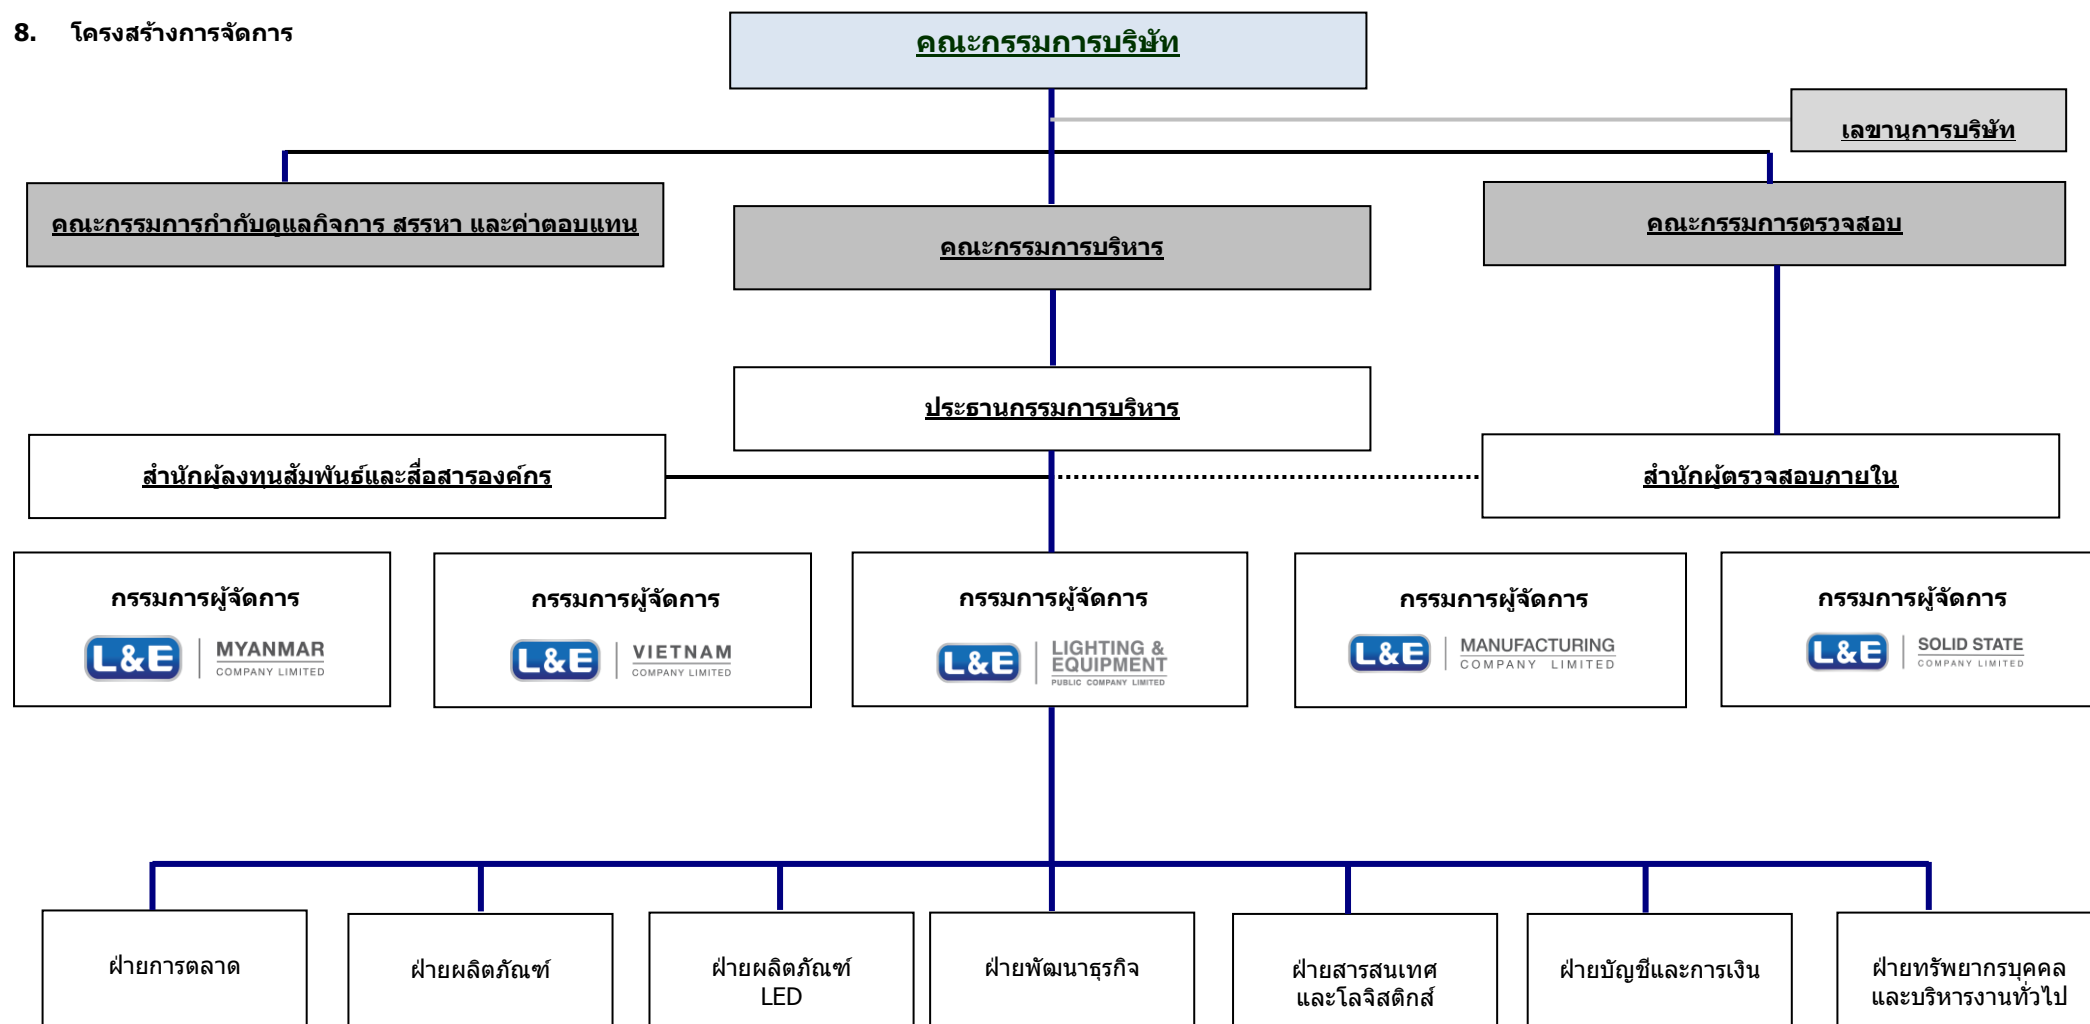 8. โครงสร้างการจัดการ
คณะกรรมการบริษัท
เลขานุการบริษัท
คณะกรรมการกำกับดูแลกิจการ สรรหา และค่าตอบแทน
คณะกรรมการบริหาร
คณะกรรมการตรวจสอบ
ประธานกรรมการบริหาร
สำนักผู้ลงทุนสัมพันธ์และสื่อสารองค์กร
สำนักผู้ตรวจสอบภายใน
กรรมการผู้จัดการ
L&E MYANMAR
COMPANY LIMITED
กรรมการผู้จัดการ
L&E VIETNAM
COMPANY LIMITED
กรรมการผู้จัดการ
L&E LIGHTING &
EQUIPMENT
PUBLIC COMPANY LIMITED
กรรมการผู้จัดการ
L&E MANUFACTURING
COMPANY LIMITED
กรรมการผู้จัดการ
L&E SOLID STATE
COMPANY LIMITED
ฝ่ายการตลาด
ฝ่ายผลิตภัณฑ์
ฝ่ายผลิตภัณฑ์
LED
ฝ่ายพัฒนาธุรกิจ
ฝ่ายสารสนเทศ
และโลจิสติกส์
ฝ่ายบัญชีและการเงิน
ฝ่ายทรัพยากรบุคคล
และบริหารงานทั่วไป